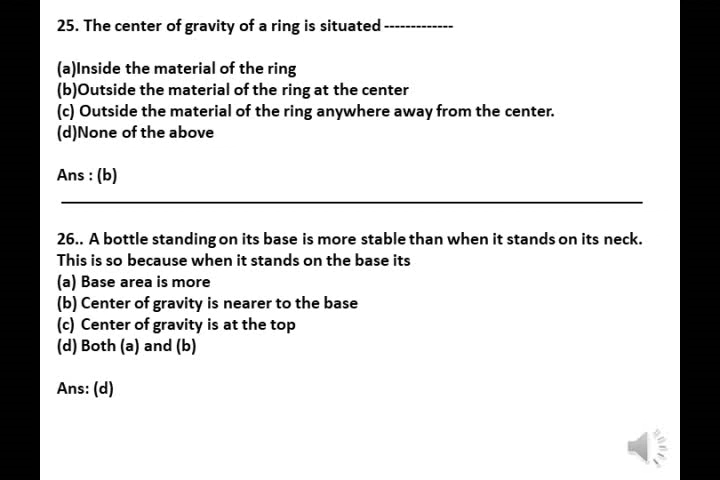 25. The center of gravity of a ring is situated -------------
(a)Inside the material of the ring
(b)Outside the material of the ring at the center
(c) Outside the material of the ring anywhere away from the center.
(d)None of the above
Ans : (b)
26.. A bottle standing on its base is more stable than when it stands on its neck.
This is so because when it stands on the base its
(a) Base area is more
(b) Center of gravity is nearer to the base
(c) Center of gravity is at the top
(d) Both (a) and (b)
Ans: (d)